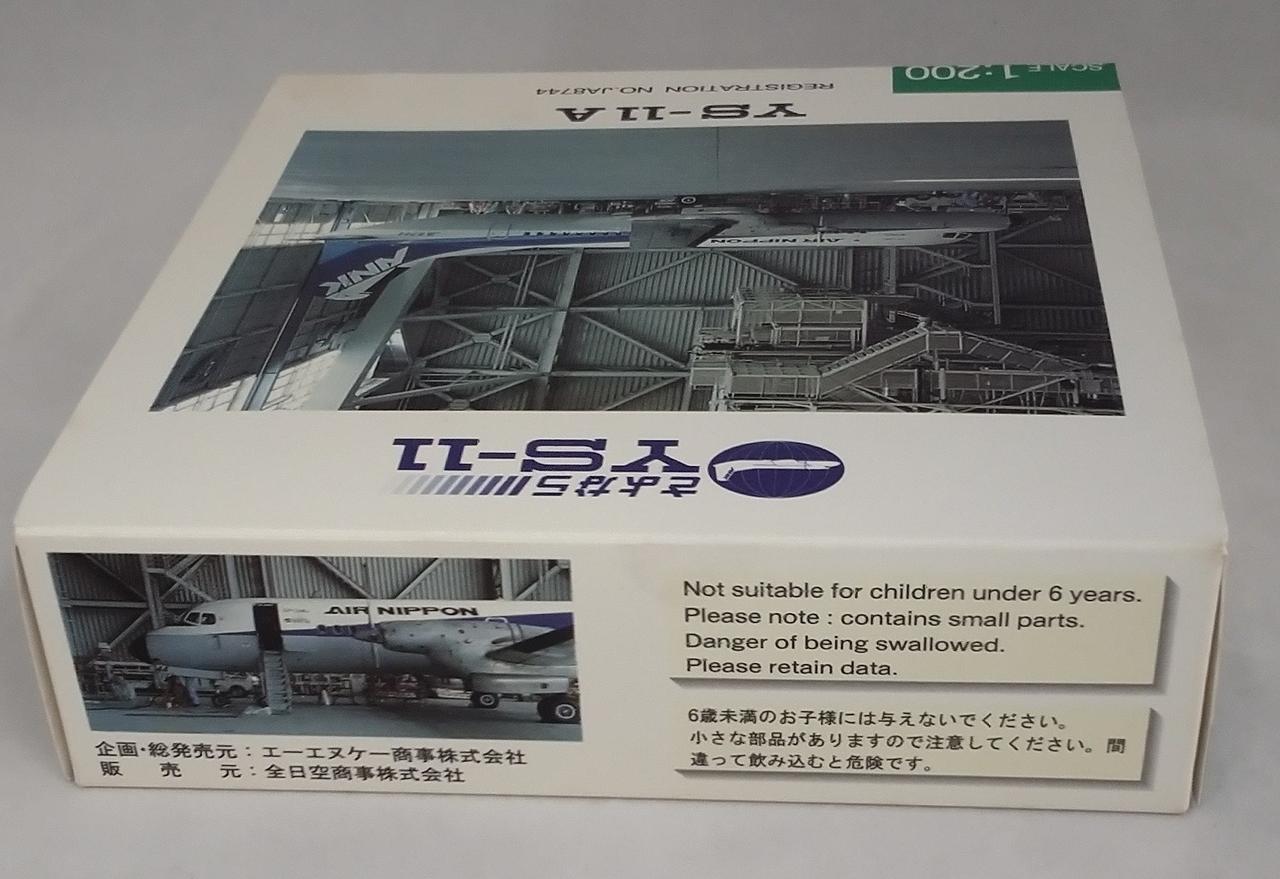 SCALE 1:200
REGISTRATION NO.JA8744
YS-11A
AIR NIPPON
ANK
さよなら
YS-11
AIR NIPPON
Not suitable for children under 6 years.
Please note : contains small parts.
Danger of being swallowed.
Please retain data.
6歳未満のお子様には与えないでください。
小さな部品がありますので注意してください。間
違って飲み込むと危険です。
企画・総発売元：エーエヌケー商事株式会社
販　売　元：全日空商事株式会社